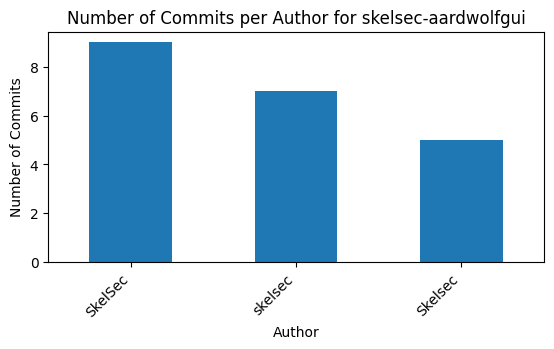 Number of Commits per Author for skelsec-aardwolfgui
Number of Commits
8
6
4
2
0
SkelSec
skelsec
Skelsec
Author